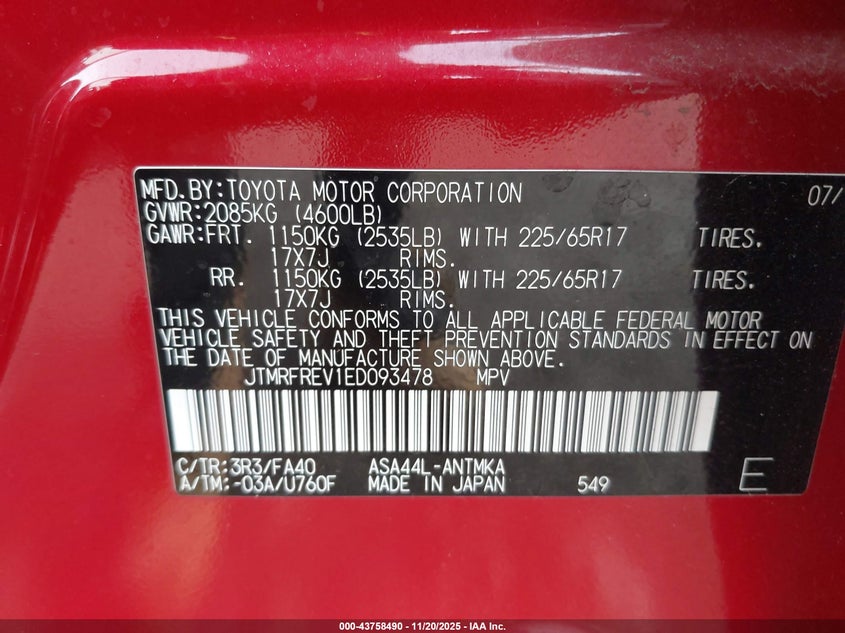 MFD.BY:TOYOTA MOTOR CORPORATION 07/
GVWR:2085KG (4600LB)
GAWR:FRT. 1150KG (2535LB) WITH 225/65R17 TIRES.
17X7J RIMS.
RR. 1150KG (2535LB) WITH 225/65R17 TIRES.
17X7J RIMS.
THIS VEHICLE CONFORMS TO ALL APPLICABLE FEDERAL MOTOR
VEHICLE SAFETY AND THEFT PREVENTION STANDARDS IN EFFECT ON
THE DATE OF MANUFACTURE SHOWN ABOVE.
JTMRFREV1ED093478 MPV
C/TR:3R3/FA40 ASA44L-ANTMKA
A/TM:-03A/U760F MADE IN JAPAN 549 E
000-43758490 - 11/20/2025 - IAA Inc.